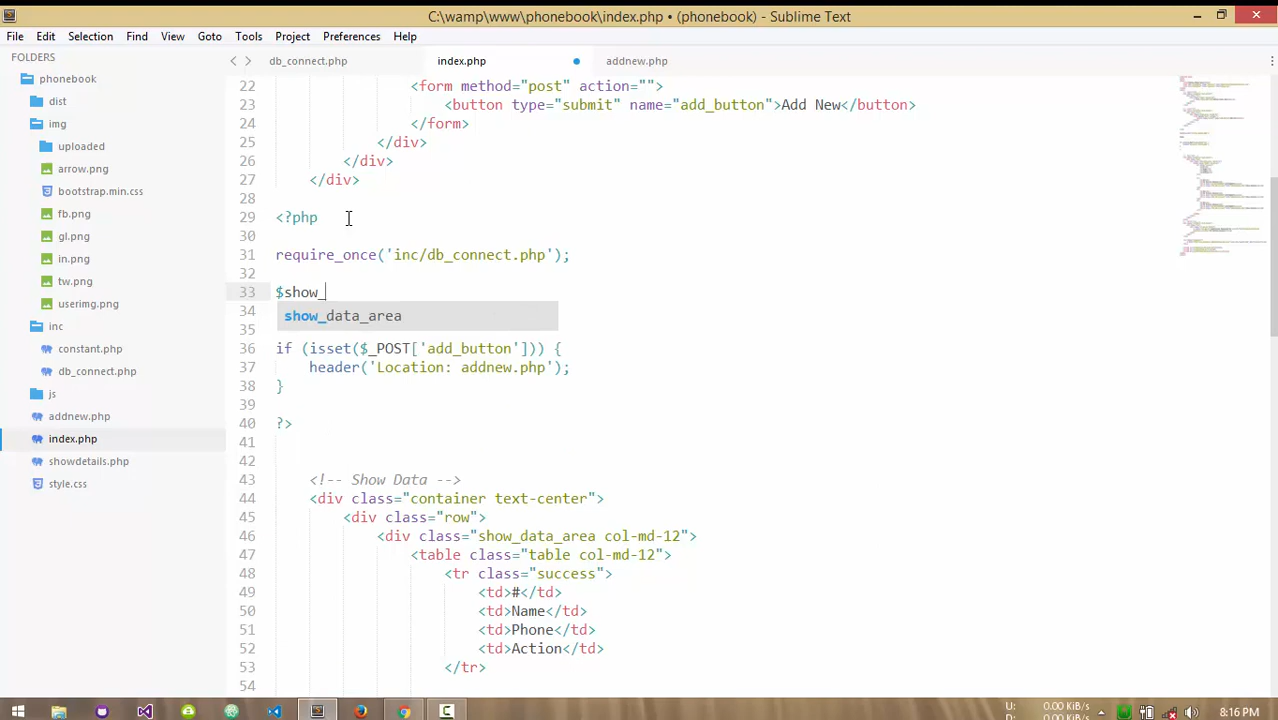 C:\wamp\www\phonebook\index.php • (phonebook) - Sublime Text
File Edit Selection Find View Goto Tools Project Preferences Help
FOLDERS
phonebook
dist
img
uploaded
arrow.png
bootstrap.min.css
fb.png
gl.png
in.png
tw.png
userimg.png
inc
constant.php
db_connect.php
js
addnew.php
index.php
showdetails.php
style.css
db_connect.php index.php addnew.php
22 <form method="post" action="">
23 <button type="submit" name="add_button">Add New</button>
24 </form>
25 </div>
26 </div>
27 </div>
28
29 <?php
30
31 require_once('inc/db_connect.php');
32
33 $show_
34 show_data_area
35
36 if (isset($_POST['add_button'])) {
37 header('Location: addnew.php');
38 }
39
40 ?>
41
42
43 <!-- Show Data -->
44 <div class="container text-center">
45 <div class="row">
46 <div class="show_data_area col-md-12">
47 <table class="table col-md-12">
48 <tr class="success">
49 <td>#</td>
50 <td>Name</td>
51 <td>Phone</td>
52 <td>Action</td>
53 </tr>
54
U: 0.00 KiB/s
D: 0.00 KiB/s
8:16 PM